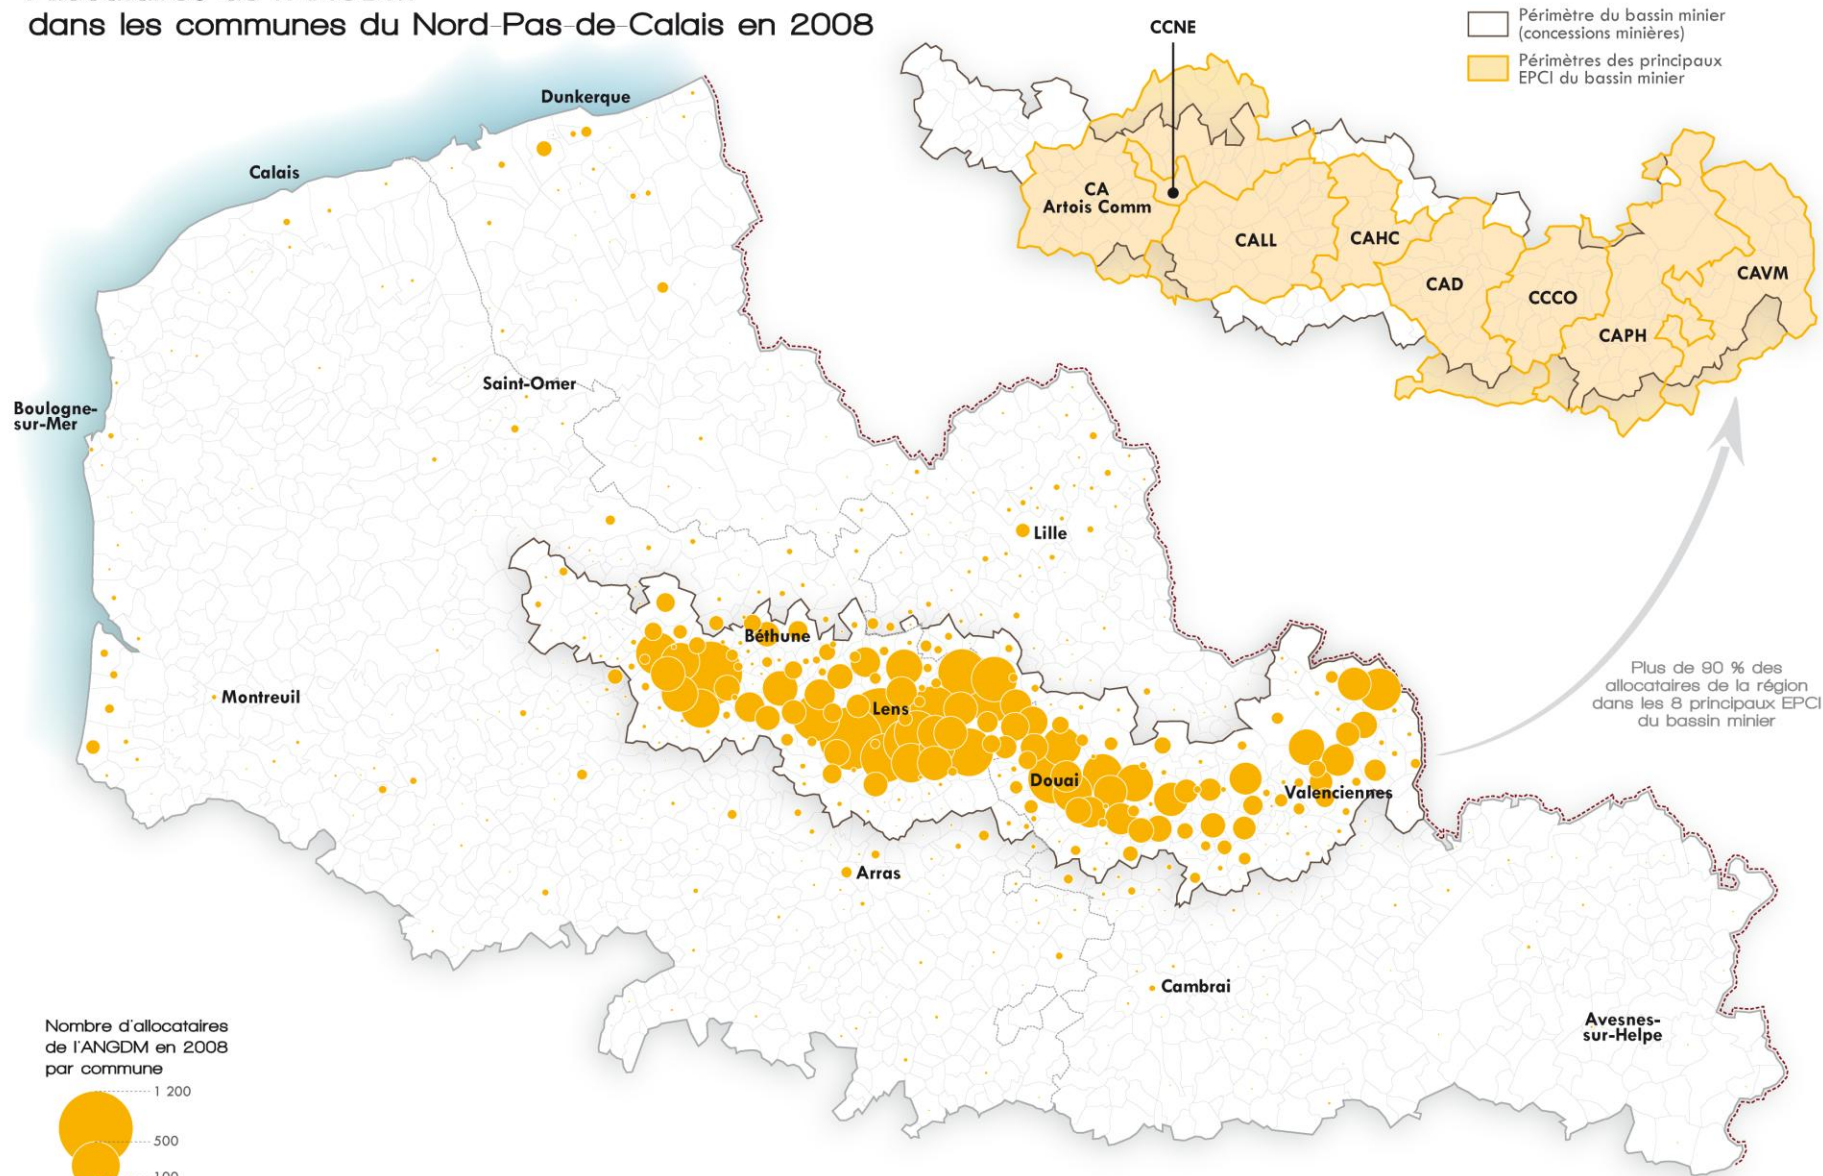 dans les communes du Nord-Pas-de-Calais en 2008
CCNE
Périmètre du bassin minier
(concessions minières)
Périmètres des principaux
EPCI du bassin minier
Dunkerque
Calais
CA
Artois Comm
CALL
CAHC
CAD
CCCO
CAVM
CAPH
Saint-Omer
Boulogne-
sur-Mer
Lille
Béthune
Montreuil
Lens
Plus de 90 % des
allocataires de la région
dans les 8 principaux EPCI
du bassin minier
Douai
Valenciennes
Arras
Cambrai
Avesnes-
sur-Helpe
Nombre d'allocataires
de l'ANGDM en 2008
par commune
1 200
500
100